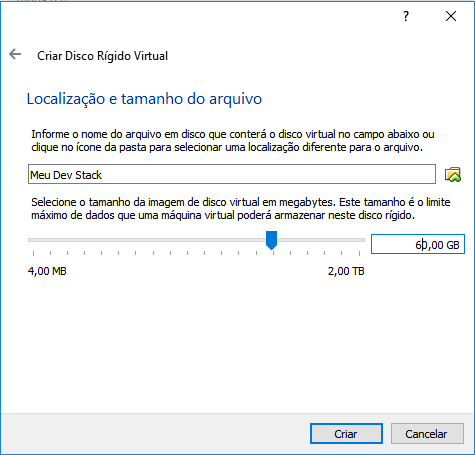 ?
Criar Disco Rígido Virtual
Localização e tamanho do arquivo
Informe o nome do arquivo em disco que conterá o disco virtual no campo abaixo ou
clique no ícone da pasta para selecionar uma localização diferente para o arquivo.
Meu Dev Stack
Selecione o tamanho da imagem de disco virtual em megabytes. Este tamanho é o limite
máximo de dados que uma máquina virtual poderá armazenar neste disco rígido.
60,00 GB
4,00 MB 2,00 TB
Criar Cancelar